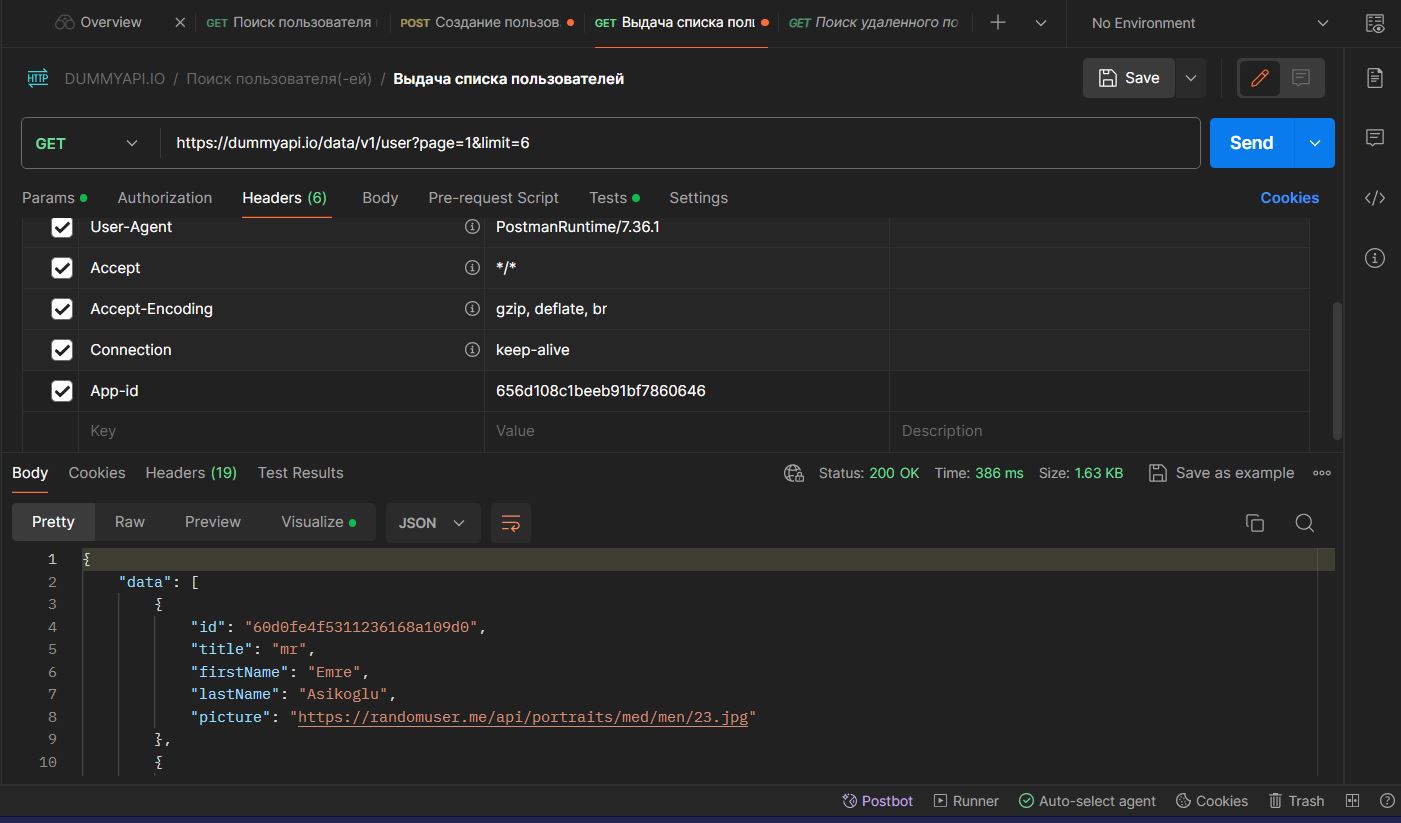 Overview GET Поиск пользователя POST Создание пользов. GET Выдача списка поль GET Поиск удаленного по No Environment
HTTP DUMMYAPI.IO / Поиск пользователя(-ей) / Выдача списка пользователей Save
GET https://dummyapi.io/data/v1/user?page=1&limit=6 Send
Params Authorization Headers (6) Body Pre-request Script Tests Settings Cookies
User-Agent PostmanRuntime/7.36.1
Accept */*
Accept-Encoding gzip, deflate, br
Connection keep-alive
App-id 656d108c1beeb91bf7860646
Key Value Description
Body Cookies Headers (19) Test Results Status: 200 OK Time: 386 ms Size: 1.63 KB Save as example
Pretty Raw Preview Visualize JSON
1 {
2 "data": [
3 {
4 "id": "60d0fe4f5311236168a109d0",
5 "title": "mr",
6 "firstName": "Emre",
7 "lastName": "Asikoglu",
8 "picture": "https://randomuser.me/api/portraits/med/men/23.jpg"
9 },
10 {
Postbot Runner Auto-select agent Cookies Trash